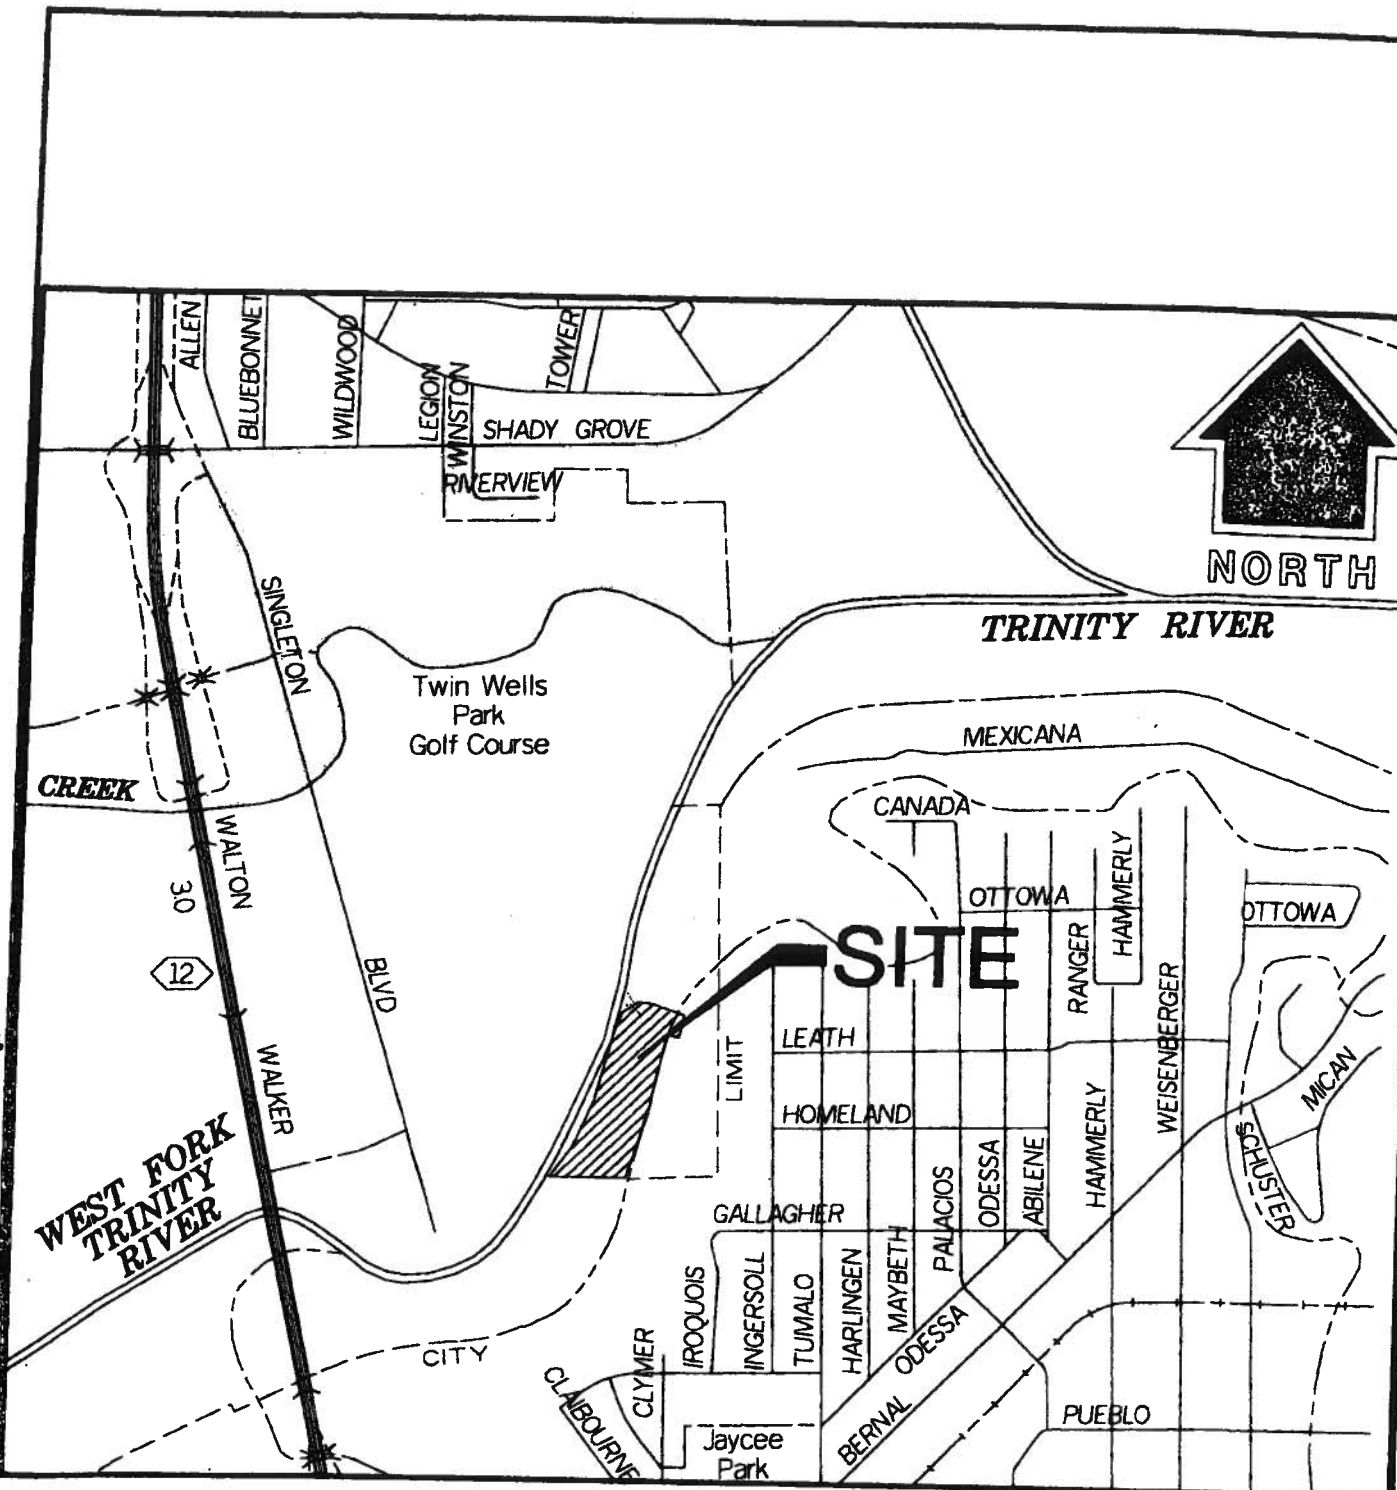 ALLEN
BLUEBONNET
WILDWOOD
LEGION
WINSTON
TOWER
SHADY GROVE
RIVERVIEW
NORTH
TRINITY RIVER
SINGLETON
Twin Wells
Park
Golf Course
MEXICANA
CREEK
CANADA
WALTON
30
HAMMERLY
OTTOWA
OTTOWA
SITE
RANGER
12
BLVD
WEISENBERGER
LEATH
LIMIT
WALKER
MICAN
HOMELAND
HAMMERLY
SCHUSTER
WEST FORK
TRINITY
RIVER
ODESSA
ABILENE
PALACIOS
GALLAGHER
MAYBETH
IROQUOIS
INGERSOLL
TUMALO
HARLINGEN
ODESSA
CITY
CLYMER
CLAIBOURNE
BERNAL
PUEBLO
Jaycee
Park